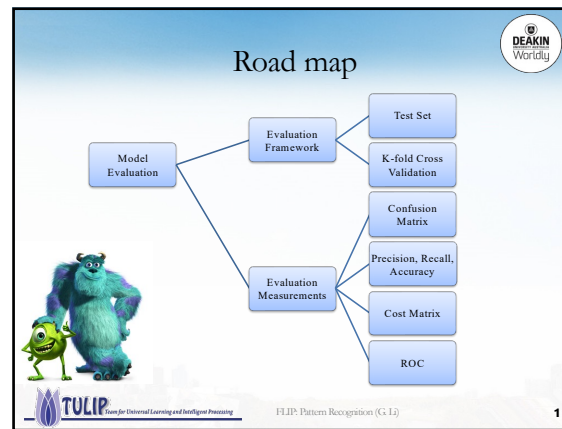 Road map
DEAKIN
UNIVERSITY AUSTRALIA
Worldly
Model
Evaluation
Evaluation
Framework
Test Set
K-fold Cross
Validation
Evaluation
Measurements
Confusion
Matrix
Precision, Recall,
Accuracy
Cost Matrix
ROC
TULIP Team for Universal Learning and Intelligent Processing
FLIP: Pattern Recognition (G. Li)
1